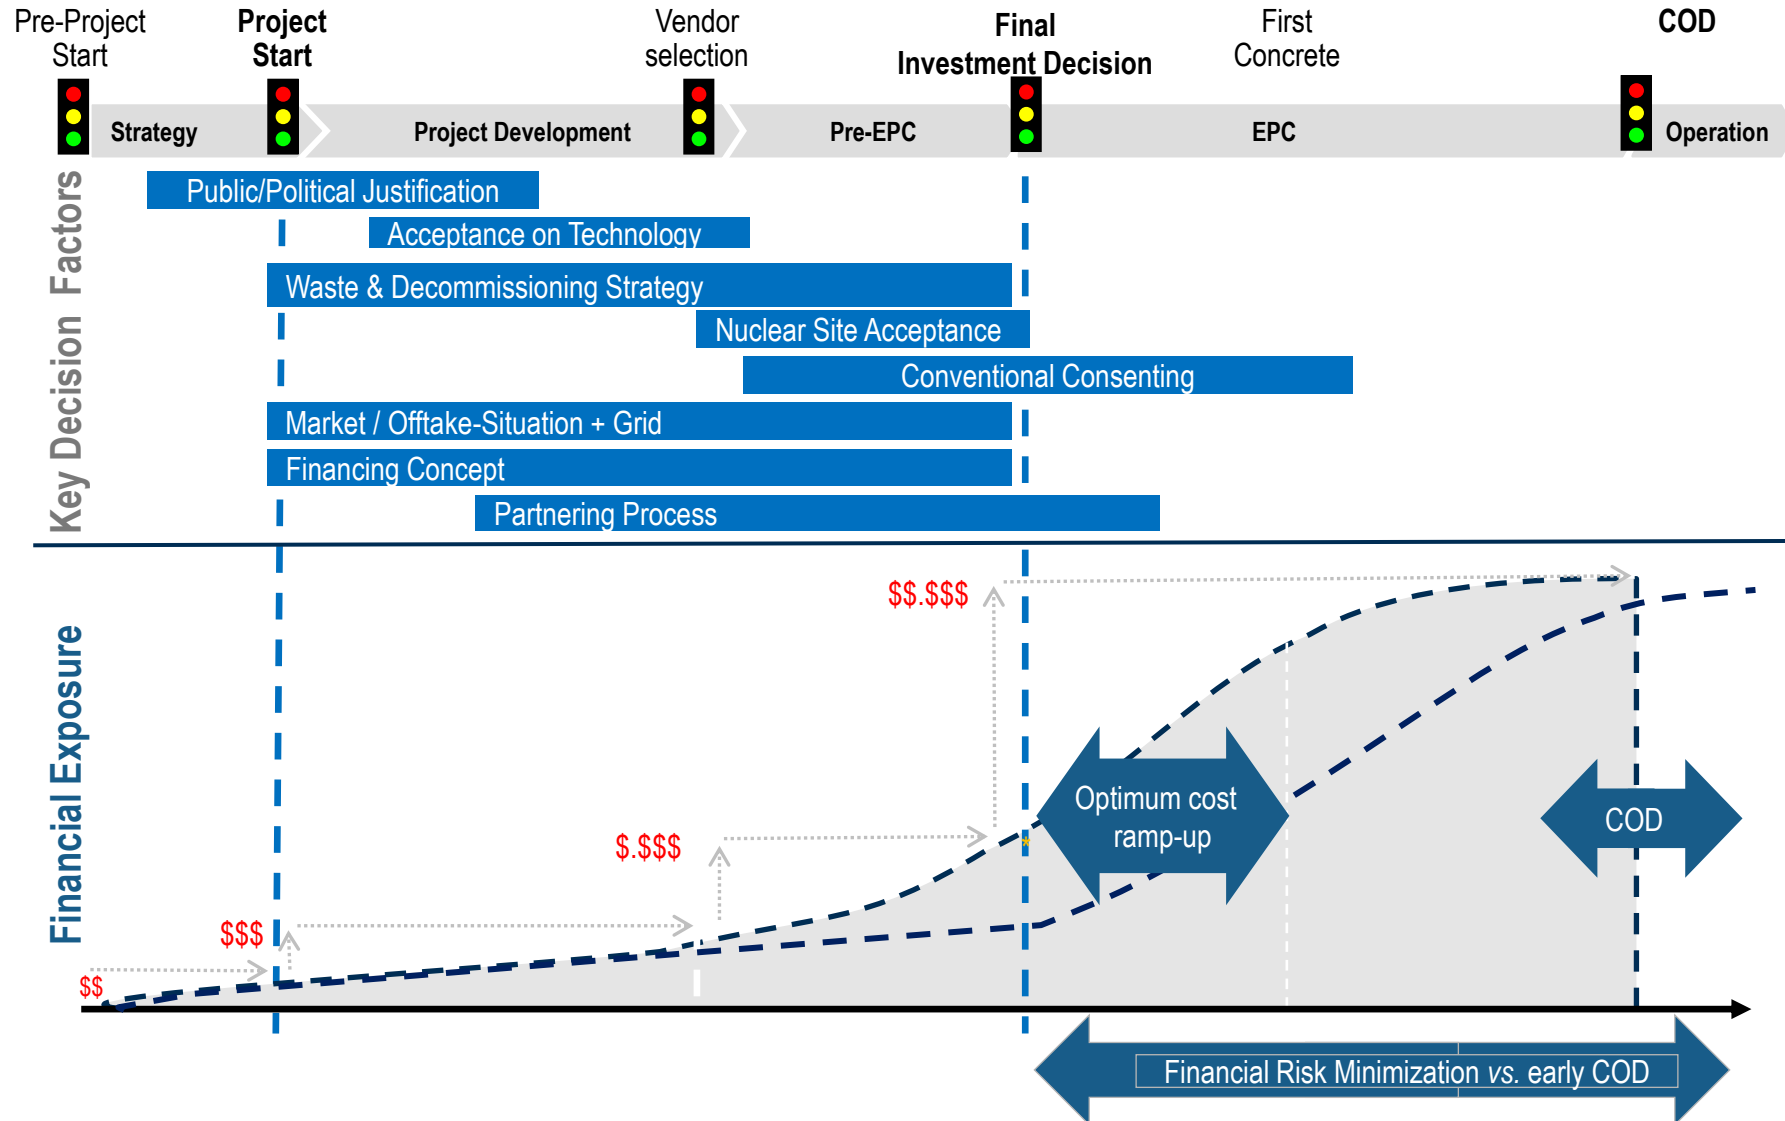 Pre-Project
Start
Project
Start
Vendor
selection
Final
Investment Decision
First
Concrete
COD
Strategy
Project Development
Pre-EPC
EPC
Operation
Key Decision Factors
Public/Political Justification
Acceptance on Technology
Waste & Decommissioning Strategy
Nuclear Site Acceptance
Conventional Consenting
Market / Offtake-Situation + Grid
Financing Concept
Partnering Process
Financial Exposure
$$.$$$
$.$$$
$$$
$$
*
Optimum cost
ramp-up
COD
Financial Risk Minimization vs. early COD